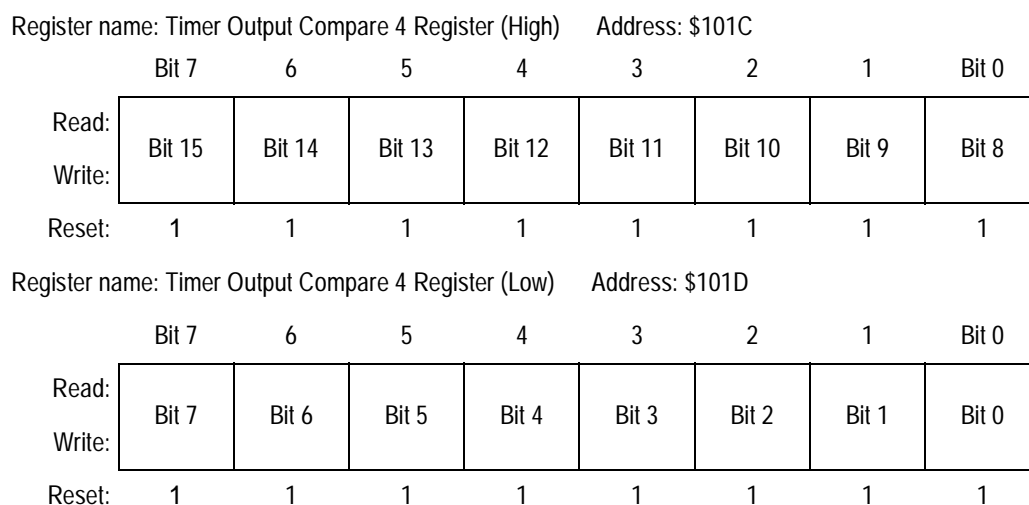 Register name: Timer Output Compare 4 Register (High) Address: $101C
Bit 7 6 5 4 3 2 1 Bit 0
Read:
Bit 15 Bit 14 Bit 13 Bit 12 Bit 11 Bit 10 Bit 9 Bit 8
Write:
Reset: 1 1 1 1 1 1 1 1
Register name: Timer Output Compare 4 Register (Low) Address: $101D
Bit 7 6 5 4 3 2 1 Bit 0
Read:
Bit 7 Bit 6 Bit 5 Bit 4 Bit 3 Bit 2 Bit 1 Bit 0
Write:
Reset: 1 1 1 1 1 1 1 1